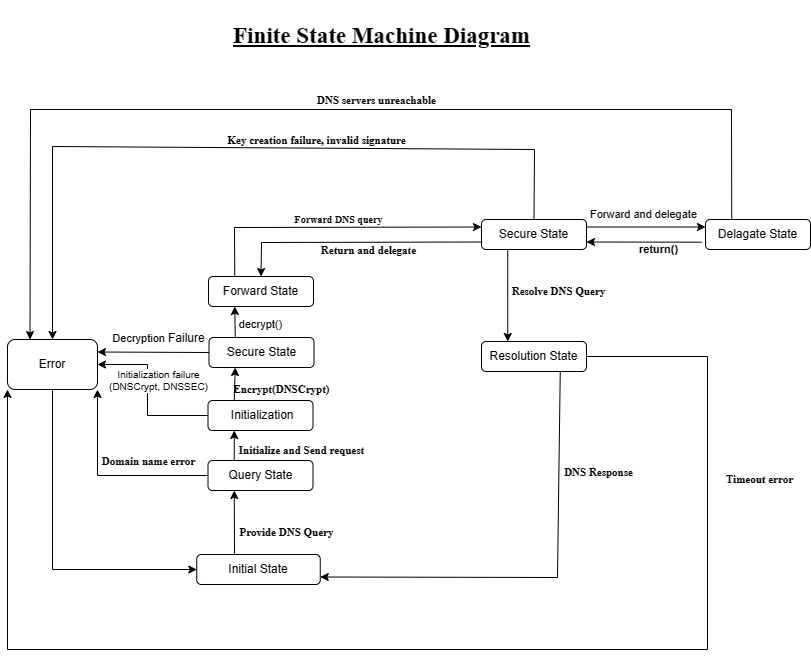 Finite State Machine Diagram
DNS servers unreachable
Key creation failure, invalid signature
Forward DNS query
Forward and delegate
Secure State
Delagate State
Return and delegate
return()
Forward State
Resolve DNS Query
decrypt()
Decryption Failure
Secure State
Resolution State
Error
Initialization failure
(DNSCrypt, DNSSEC)
Encrypt(DNSCrypt)
Initialization
Initialize and Send request
Domain name error
Query State
DNS Response
Timeout error
Provide DNS Query
Initial State